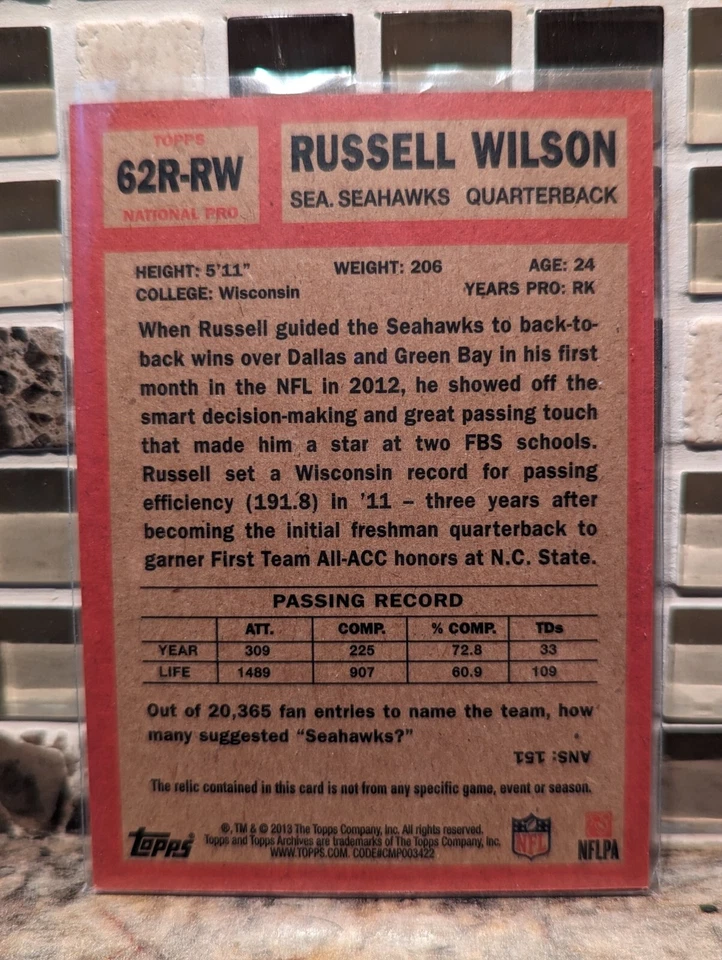 TOPPS
62R-RW
NATIONAL PRO
RUSSELL WILSON
SEA. SEAHAWKS QUARTERBACK
HEIGHT: 5'11" WEIGHT: 206 AGE: 24
COLLEGE: Wisconsin YEARS PRO: RK
When Russell guided the Seahawks to back-to-
back wins over Dallas and Green Bay in his first
month in the NFL in 2012, he showed off the
smart decision-making and great passing touch
that made him a star at two FBS schools.
Russell set a Wisconsin record for passing
efficiency (191.8) in '11 – three years after
becoming the initial freshman quarterback to
garner First Team All-ACC honors at N.C. State.
PASSING RECORD
ATT. COMP. % COMP. TDs
YEAR 309 225 72.8 33
LIFE 1489 907 60.9 109
Out of 20,365 fan entries to name the team, how
many suggested "Seahawks?"
ANS: 151
The relic contained in this card is not from any specific game, event or season.
Topps
®, TM & © 2013 The Topps Company, Inc. All rights reserved.
Topps and Topps Archives are trademarks of The Topps Company, Inc.
WWW.TOPPS.COM. CODE#CMP003422
NFL
NFLPA